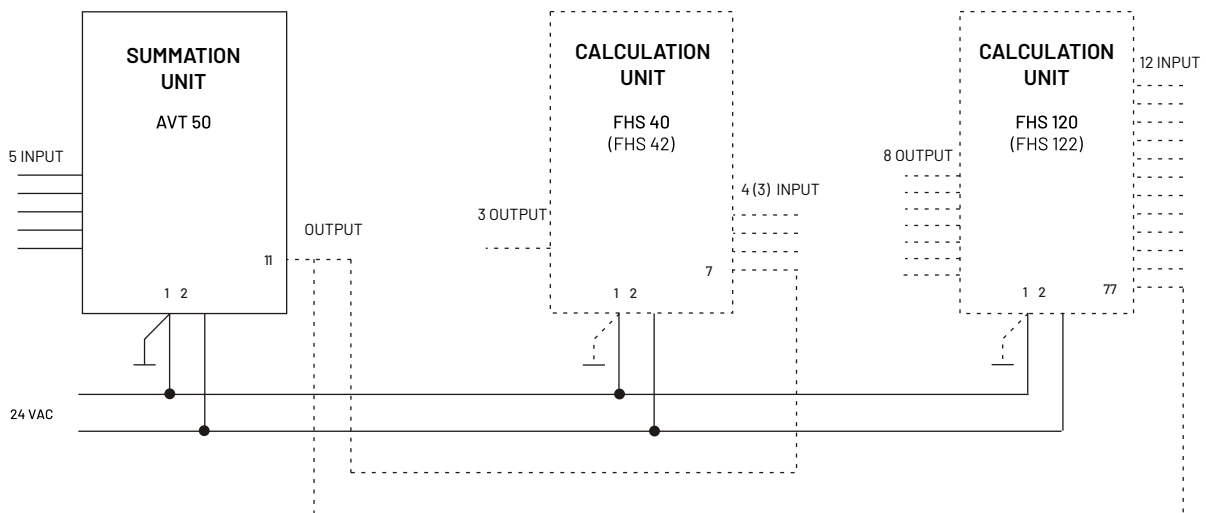 SUMMATION
UNIT
AVT 50
5 INPUT
OUTPUT
11
1 2
CALCULATION
UNIT
FHS 40
(FHS 42)
3 OUTPUT
4 (3) INPUT
7
1 2
CALCULATION
UNIT
FHS 120
(FHS 122)
12 INPUT
8 OUTPUT
1 2
77
24 VAC